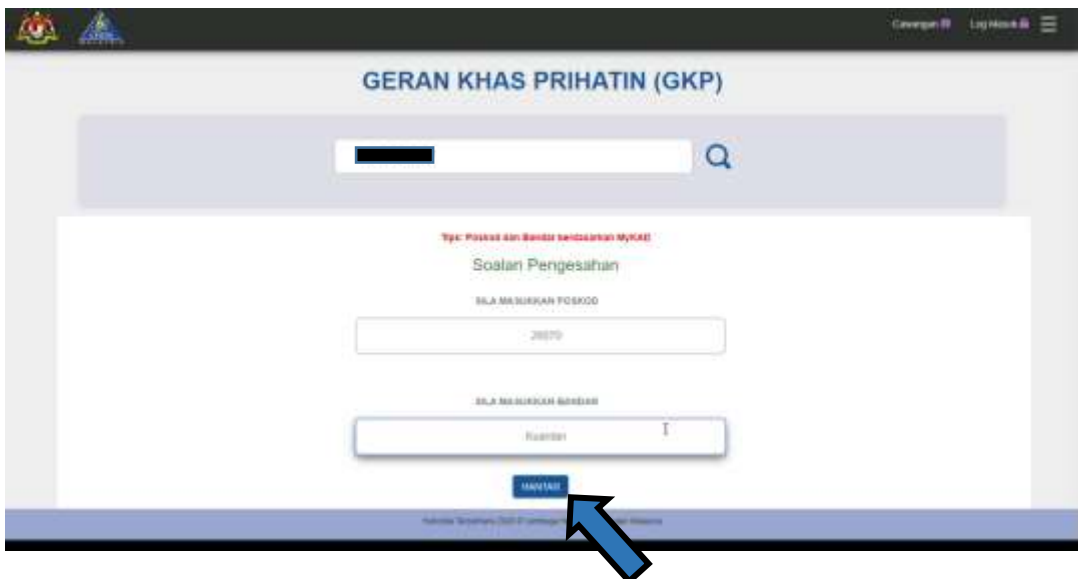 Cawangan Log Masuk
GERAN KHAS PRIHATIN (GKP)
Tips: Poskod dan Bandar berdasarkan MyKAD
Soalan Pengesahan
SILA MASUKKAN POSKOD
SILA MASUKKAN BANDAR
Kuantan
HANTAR